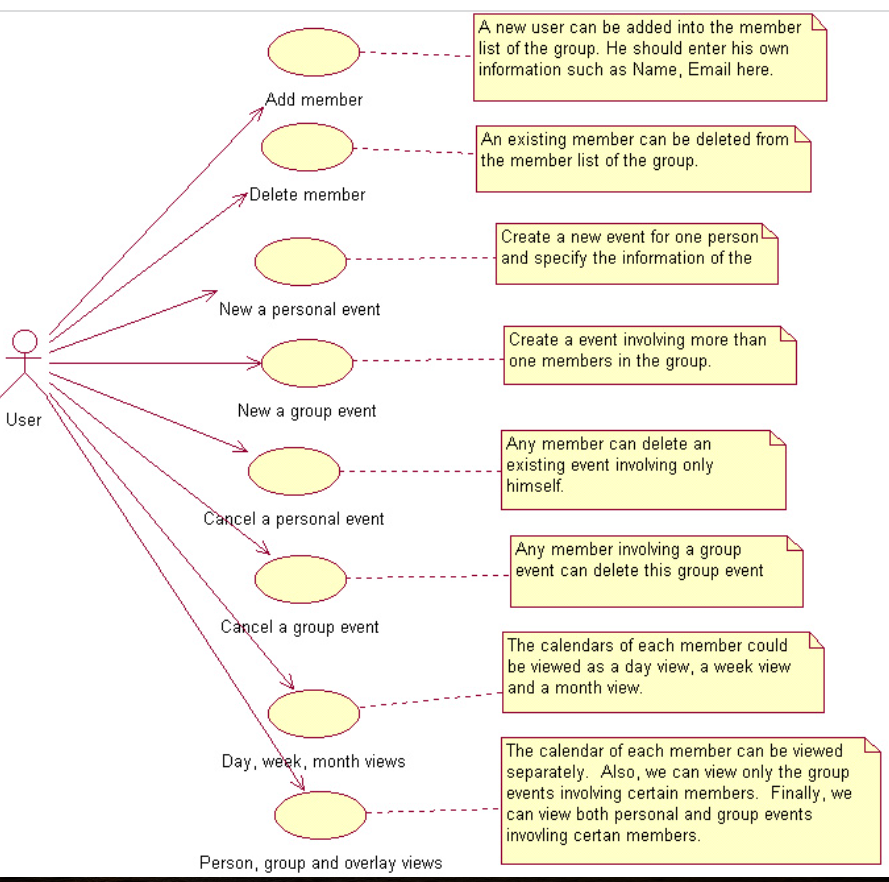 A new user can be added into the member
list of the group. He should enter his own
information such as Name, Email here.
Add member
An existing member can be deleted from
the member list of the group.
Delete member
Create a new event for one person
and specify the information of the
New a personal event
Create a event involving more than
one members in the group.
New a group event
User
Any member can delete an
existing event involving only
himself.
Cancel a personal event
Any member involving a group
event can delete this group event
Cancel a group event
The calendars of each member could
be viewed as a day view, a week view
and a month view.
Day, week, month views
The calendar of each member can be viewed
separately.  Also, we can view only the group
events involving certain members.  Finally, we
can view both personal and group events
invovling certan members.
Person, group and overlay views